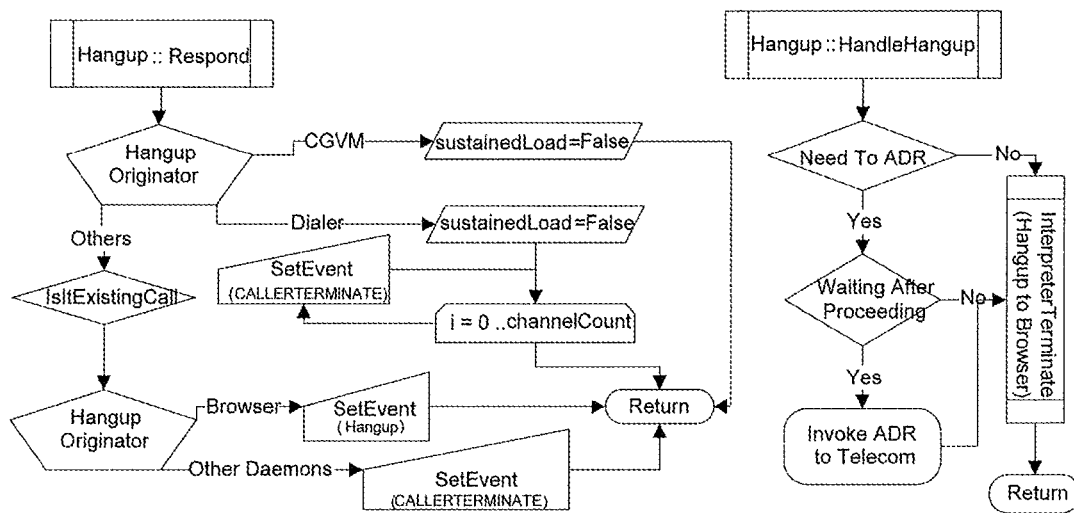 Hangup :: Respond
Hangup
Originator
CGVM
sustainedLoad=False
Dialer
sustainedLoad=False
Others
SetEvent
(CALLERTERMINATE)
IsItExistingCall
i = 0 ..channelCount
Hangup
Originator
Browser
SetEvent
(Hangup)
Return
Other Daemons
SetEvent
(CALLERTERMINATE)
Hangup :: HandleHangup
Need To ADR
No
Yes
Waiting After
Proceeding
No
Yes
Invoke ADR
to Telecom
InterpreterTerminate
(Hangup to Browser)
Return